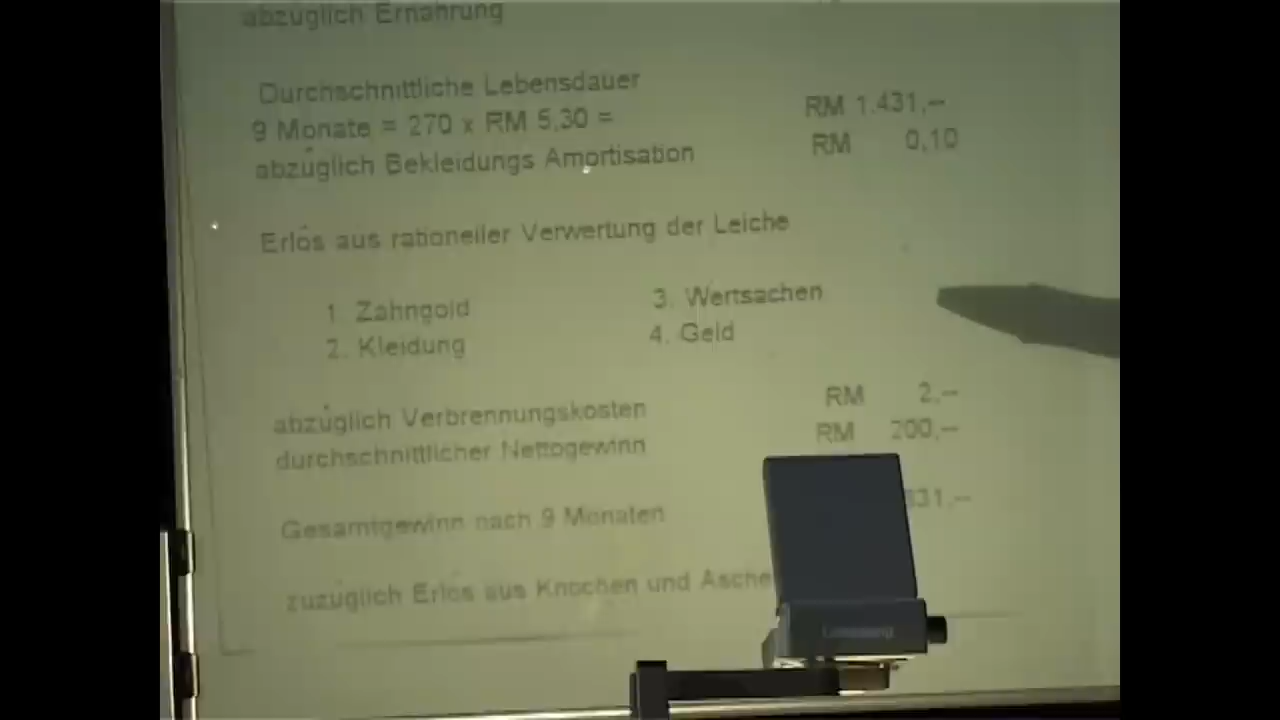 abzüglich Ernährung
Durchschnittliche Lebensdauer
9 Monate = 270 x RM 5,30 = RM 1.431,--
abzüglich Bekleidungs Amortisation RM 0,10
Erlös aus rationeller Verwertung der Leiche
1. Zahngold 3. Wertsachen
2. Kleidung 4. Geld
abzüglich Verbrennungskosten RM 2,--
durchschnittlicher Nettogewinn RM 200,--
Gesamtgewinn nach 9 Monaten 631,--
zuzüglich Erlös aus Knochen und Asche